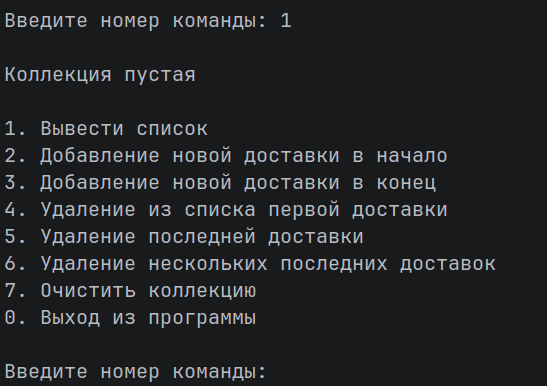 Введите номер команды: 1
Коллекция пустая
1. Вывести список
2. Добавление новой доставки в начало
3. Добавление новой доставки в конец
4. Удаление из списка первой доставки
5. Удаление последней доставки
6. Удаление нескольких последних доставок
7. Очистить коллекцию
0. Выход из программы
Введите номер команды: